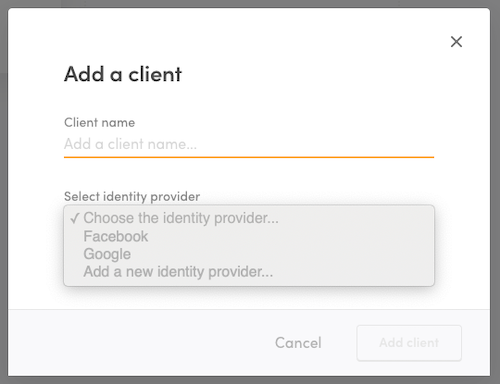 Add a client
Client name
Add a client name...
Select identity provider
✓ Choose the identity provider...
Facebook
Google
Add a new identity provider...
Cancel
Add client